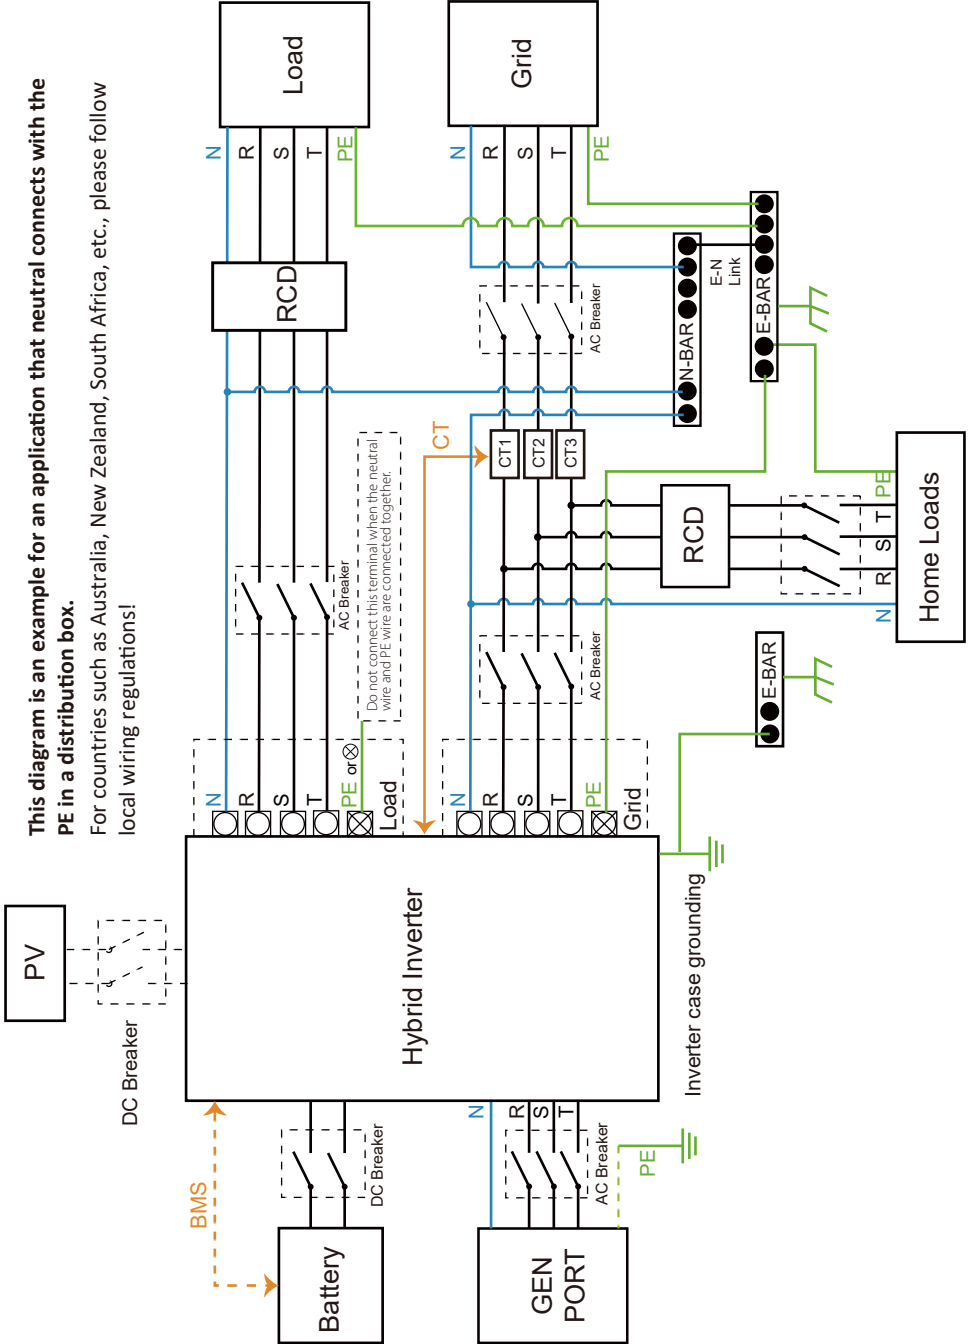 This diagram is an example for an application that neutral connects with the
PE in a distribution box.
For countries such as Australia, New Zealand, South Africa, etc., please follow
local wiring regulations!
PV
DC Breaker
BMS
Battery
DC Breaker
GEN
PORT
N
R
S
T
AC Breaker
PE
Hybrid Inverter
Inverter case grounding
N
R
S
T
PE or
Load
N
R
S
T
PE
Grid
AC Breaker
Do not connect this terminal when the neutral
wire and PE wire are connected together.
CT
AC Breaker
CT1
CT2
CT3
RCD
AC Breaker
RCD
N
R
S
T
PE
Load
N
R
S
T
PE
Grid
N-BAR
E-N
Link
E-BAR
E-BAR
N
R
S
T
PE
Home Loads